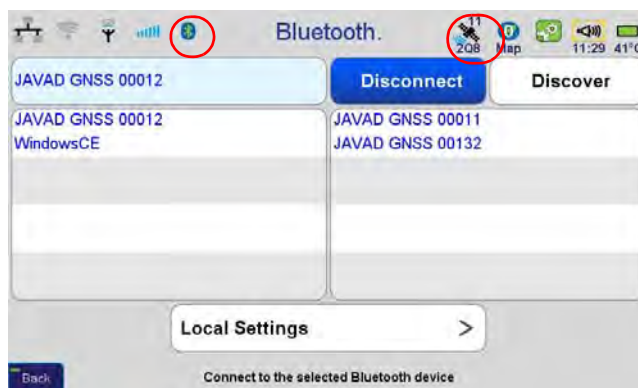 Bluetooth.
11
2Q8
Map
11:29
41°C
JAVAD GNSS 00012
Disconnect
Discover
JAVAD GNSS 00012
WindowsCE
JAVAD GNSS 00011
JAVAD GNSS 00132
Local Settings >
Back
Connect to the selected Bluetooth device